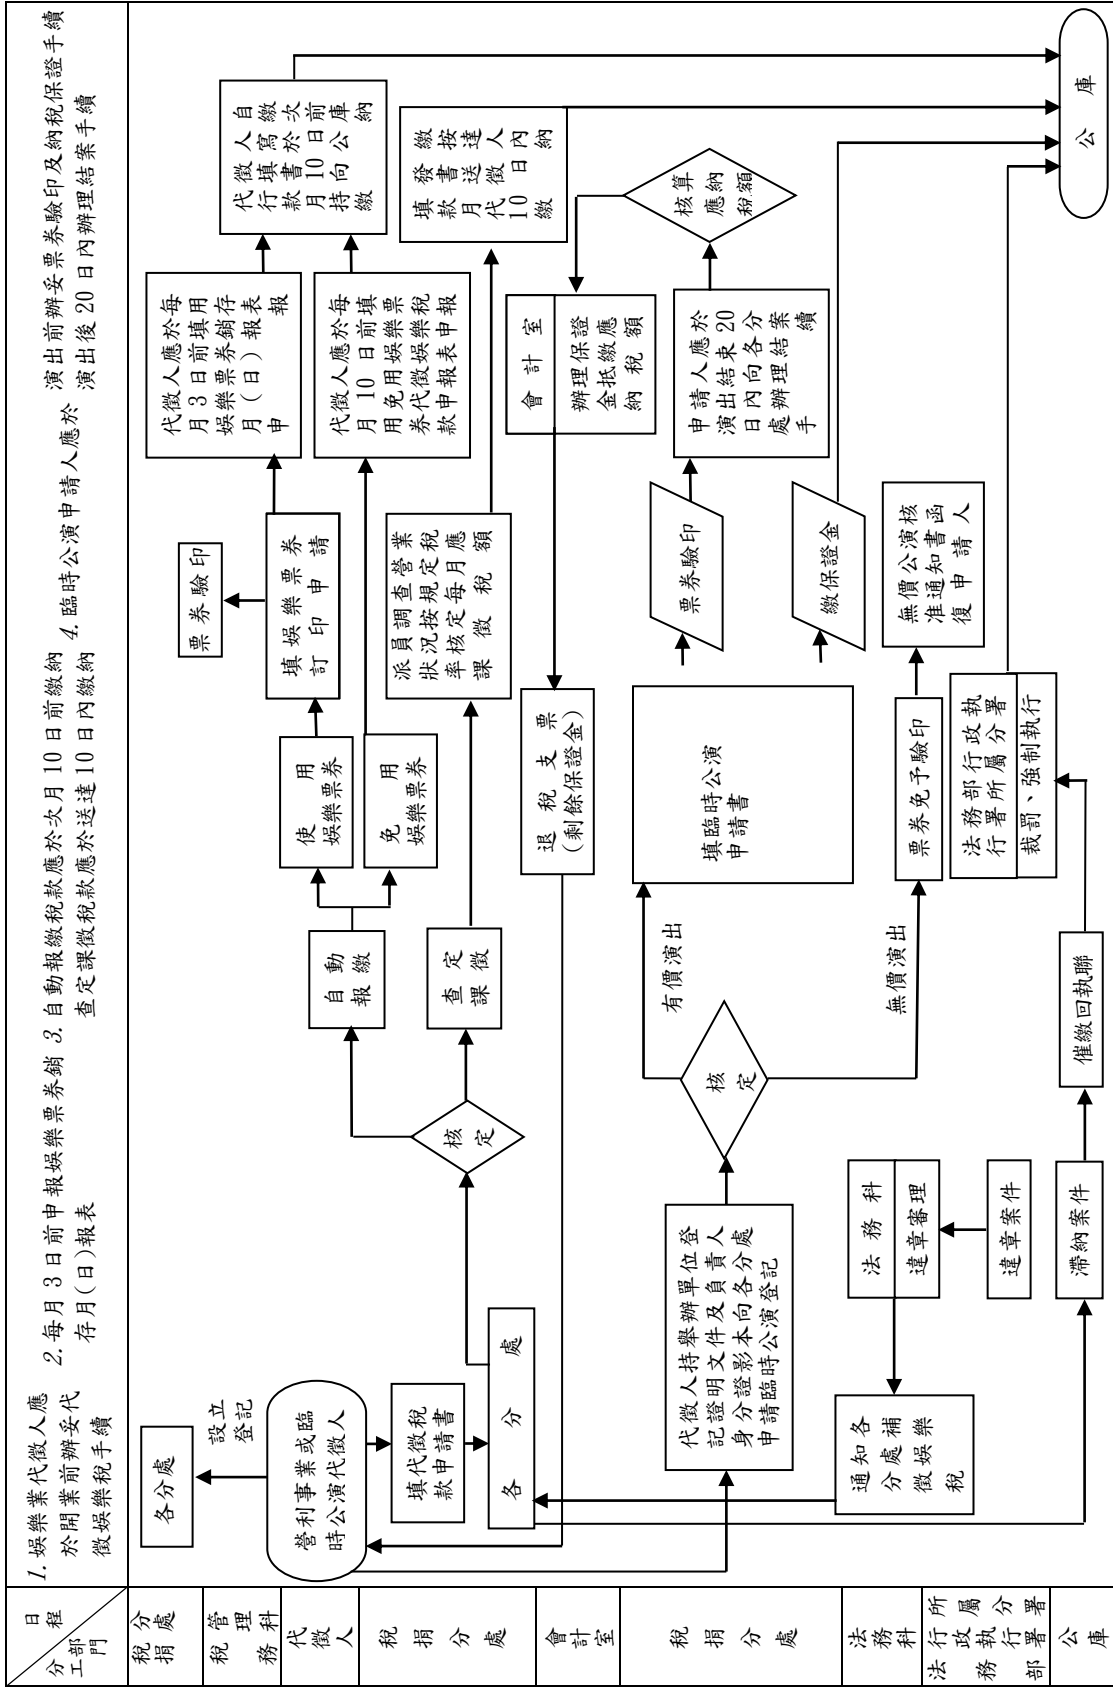 日程
分工部門
1. 娛樂業代徵人應
於開業前辦妥代
徵娛樂稅手續
2. 每月 3 日前申報娛樂票券銷
存月(日)報表
3. 自動報繳稅款應於次月 10 日前繳納
查定課徵稅款應於送達10 日內繳納
4. 臨時公演申請人應於
演出前辦妥票券驗印及納稅保證手續
演出後 20 日內辦理結案手續
稅捐分處
稅務管理科
代徵人
稅捐分處
會計室
稅捐分處
法務科
法務部行政執行署所屬分署
公庫
各分處
設立
登記
營利事業或臨
時公演代徵人
填代徵稅
款申請書
各分處
核定
自動
報繳
查定
課徵
使用
娛樂票券
免用
娛樂票券
填娛樂票券
訂印申請
票券驗印
派員調查營業
狀況按規定稅
率核定每月應
課徵稅額
代徵人應於每
月 3 日前填用
娛樂票券銷存
月(日)報表
申報
代徵人應於每
月 10 日前填
用免用娛樂票
券代徵娛樂稅
款申報表申報
代徵人自
行填寫繳
款書於次
月 10 日前
持向公庫
繳納
填發繳
款書按
月送達
代徵人
10 日內
繳納
代徵人持舉辦單位登
記證明文件及負責人
身分證影本向各分處
申請臨時公演登記
核定
有價演出
無價演出
填臨時公演
申請書
票券驗印
繳保證金
申請人應於
演出結束 20
日內向各分
處辦理結案
手續
核算
應納
稅額
會計室
辦理保證
金抵繳應
納稅額
退稅支票
(剩餘保證金)
票券免予驗印
無價公演核
准通知書函
復申請人
通知各
分處補
徵娛樂
稅
法務科
違章審理
違章案件
滯納案件
催繳回執聯
法務部行政執
行署所屬分署
裁罰、強制執行
公庫